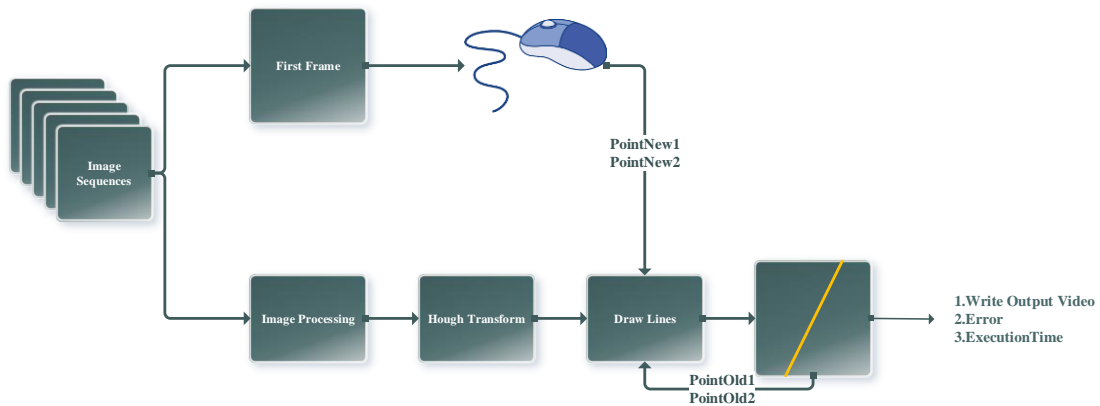 First Frame
Image
Sequences
PointNew1
PointNew2
Image Processing
Hough Transform
Draw Lines
1.Write Output Video
2.Error
3.ExecutionTime
PointOld1
PointOld2